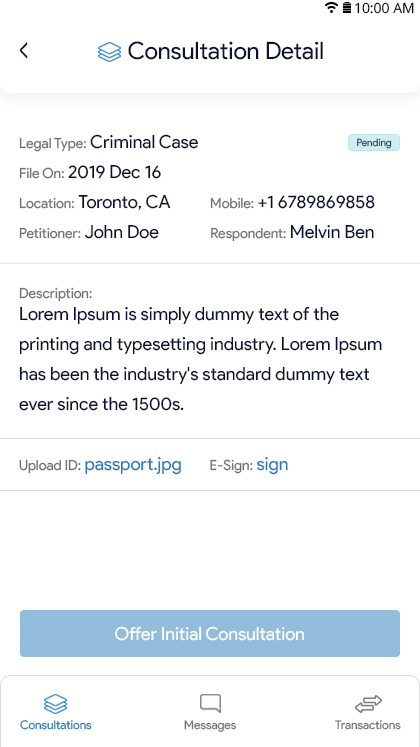 10:00 AM
Consultation Detail
Legal Type: Criminal Case Pending
File On: 2019 Dec 16
Location: Toronto, CA Mobile: +1 6789869858
Petitioner: John Doe Respondent: Melvin Ben
Description:
Lorem Ipsum is simply dummy text of the
printing and typesetting industry. Lorem Ipsum
has been the industry's standard dummy text
ever since the 1500s.
Upload ID: passport.jpg E-Sign: sign
Offer Initial Consultation
Consultations Messages Transactions